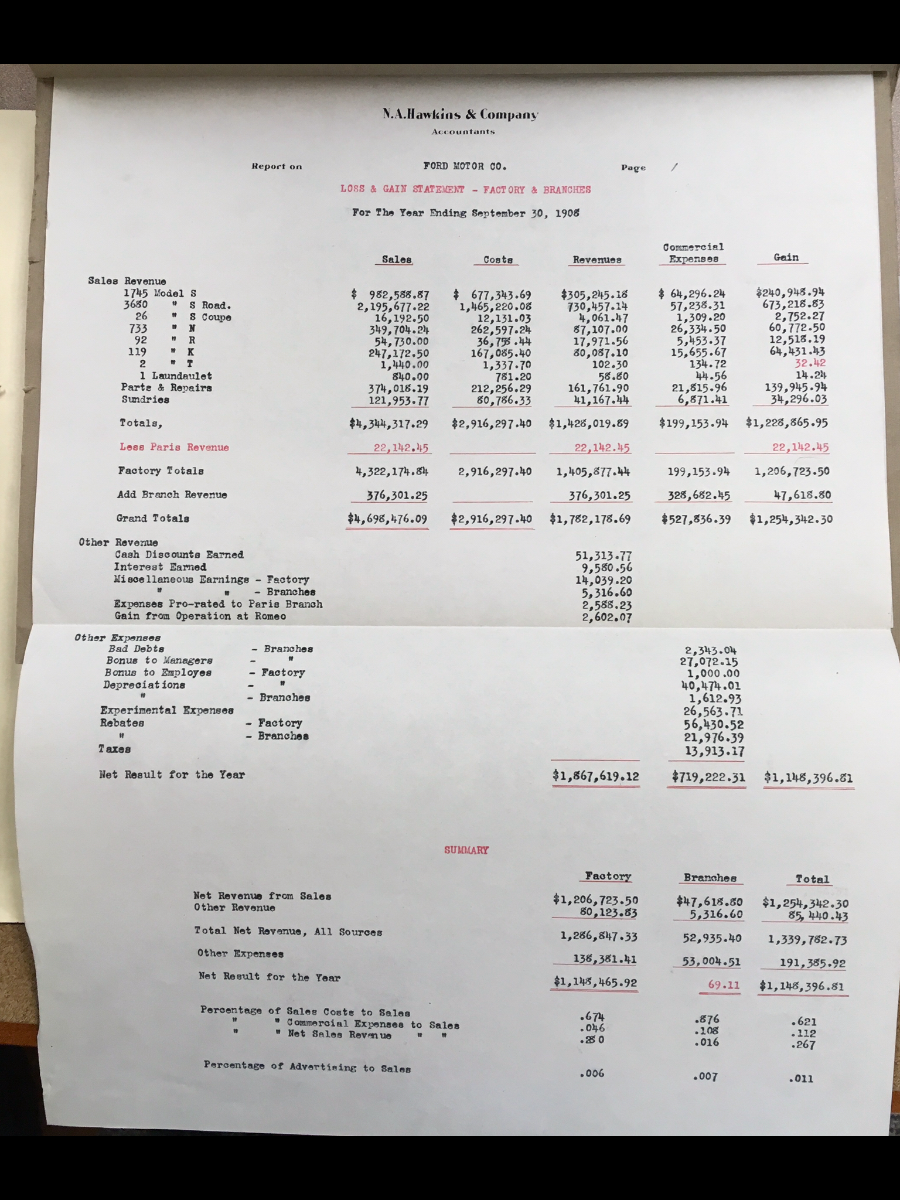 N.A.Hawkins & Company
Accountants
Report on FORD MOTOR CO. Page 1
LOSS & GAIN STATEMENT - FACTORY & BRANCHES
For The Year Ending September 30, 1908
Commercial
Sales Costs Revenues Expenses Gain
Sales Revenue
1745 Model S $ 982,588.87 $ 677,343.69 $305,245.18 $ 64,296.24 $240,948.94
3680 " S Road. 2,195,677.22 1,465,220.08 730,457.14 57,238.31 673,218.83
26 " S Coupe 16,192.50 12,131.03 4,061.47 1,309.20 2,752.27
733 " N 349,704.24 262,597.24 87,107.00 26,334.50 60,772.50
92 " R 54,730.00 36,758.44 17,971.56 5,453.37 12,518.19
119 " K 247,172.50 167,085.40 80,087.10 15,655.67 64,431.43
2 " T 1,440.00 1,337.70 102.30 134.72 32.42
1 Laundaulet 840.00 781.20 58.80 44.56 14.24
Parts & Repairs 374,018.19 212,256.29 161,761.90 21,815.96 139,945.94
Sundries 121,953.77 80,786.33 41,167.44 6,871.41 34,296.03
Totals, $4,344,317.29 $2,916,297.40 $1,428,019.89 $199,153.94 $1,228,865.95
Less Paris Revenue 22,142.45 22,142.45 22,142.45
Factory Totals 4,322,174.84 2,916,297.40 1,405,877.44 199,153.94 1,206,723.50
Add Branch Revenue 376,301.25 376,301.25 328,682.45 47,618.80
Grand Totals $4,698,476.09 $2,916,297.40 $1,782,178.69 $527,836.39 $1,254,342.30
Other Revenue
Cash Discounts Earned 51,313.77
Interest Earned 9,580.56
Miscellaneous Earnings - Factory 14,039.20
" " - Branches 5,316.60
Expenses Pro-rated to Paris Branch 2,588.23
Gain from Operation at Romeo 2,602.07
Other Expenses
Bad Debts - Branches 2,343.04
Bonus to Managers - " 27,072.15
Bonus to Employes - Factory 1,000.00
Depreciations - " 40,474.01
" - Branches 1,612.93
Experimental Expenses 26,563.71
Rebates - Factory 56,430.52
" - Branches 21,976.39
Taxes 13,913.17
Net Result for the Year $1,867,619.12 $719,222.31 $1,148,396.81
SUMMARY
Factory Branches Total
Net Revenue from Sales $1,206,723.50 $47,618.80 $1,254,342.30
Other Revenue 80,123.83 5,316.60 85,440.43
Total Net Revenue, All Sources 1,286,847.33 52,935.40 1,339,782.73
Other Expenses 138,381.41 53,004.51 191,385.92
Net Result for the Year $1,148,465.92 69.11 $1,148,396.81
Percentage of Sales Costs to Sales .674 .876 .621
" " Commercial Expenses to Sales .046 .108 .112
" " Net Sales Revenue " " .280 .016 .267
Percentage of Advertising to Sales .006 .007 .011